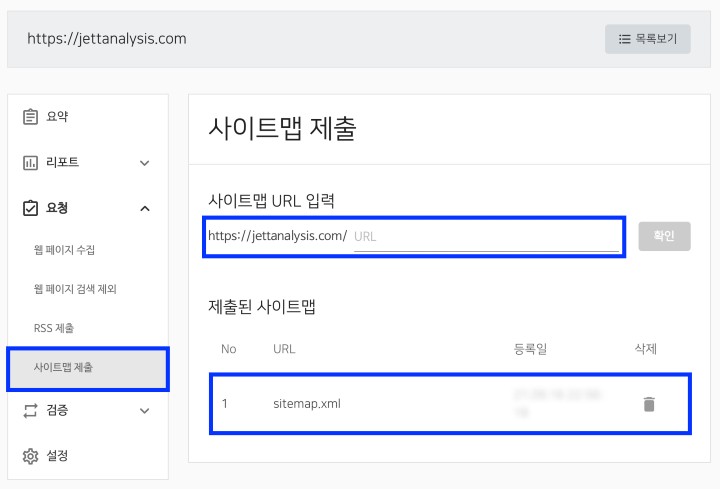 https://jettanalysis.com
목록보기
요약
리포트
요청
웹 페이지 수집
웹 페이지 검색 제외
RSS 제출
사이트맵 제출
검증
설정
사이트맵 제출
사이트맵 URL 입력
https://jettanalysis.com/ URL
확인
제출된 사이트맵
No URL 등록일 삭제
1 sitemap.xml